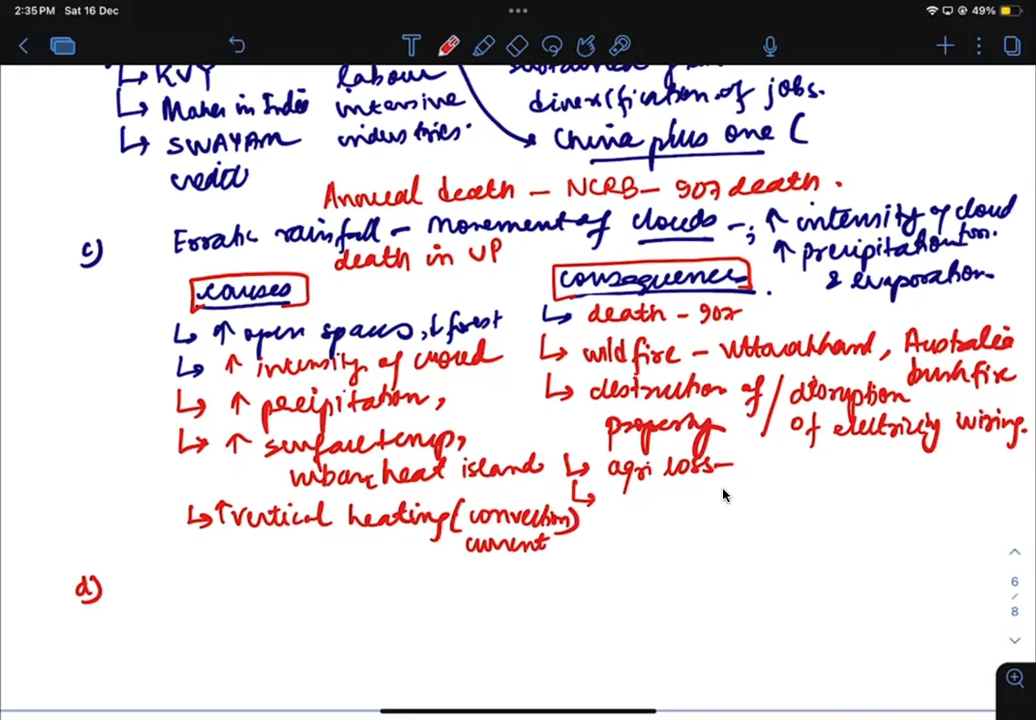 2:35 PM Sat 16 Dec
49%
↳ KVY labour
↳ Make in India intensive diversification of jobs.
↳ SWAYAM industries. → China plus one (
credit
Annual death – NCRB – 907 death.
c) Erratic rainfall – Movement of clouds – ; ↑ intensity of cloud
death in UP ↑ precipitation
& evaporation
causes consequence
↳ ↑ open spaces, ↓ forest
↳ ↑ intensity of cloud
↳ ↑ precipitation,
↳ ↑ surface temp,
urban heat island
↳ ↑ vertical heating (convection)
current
↳ death – 907
↳ wildfire – Uttarakhand, Australia
bushfire
↳ destruction of / disruption
property / of electricity wiring.
↳ agri loss –
↳
d)
6
/
8